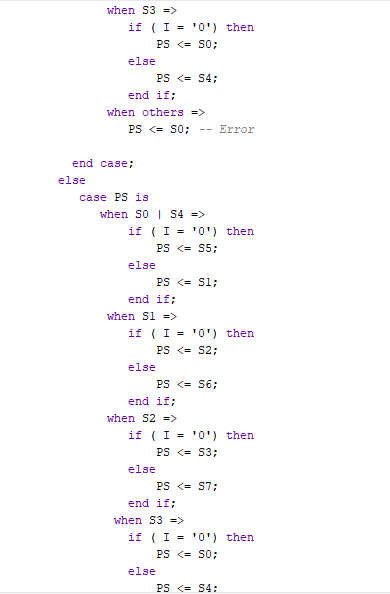 when S3 =>
if ( I = '0') then
PS <= S0;
else
PS <= S4;
end if;
when others =>
PS <= S0; -- Error
end case;
else
case PS is
when S0 | S4 =>
if ( I = '0') then
PS <= S5;
else
PS <= S1;
end if;
when S1 =>
if ( I = '0') then
PS <= S2;
else
PS <= S6;
end if;
when S2 =>
if ( I = '0') then
PS <= S3;
else
PS <= S7;
end if;
when S3 =>
if ( I = '0') then
PS <= S0;
else
PS <= S4;